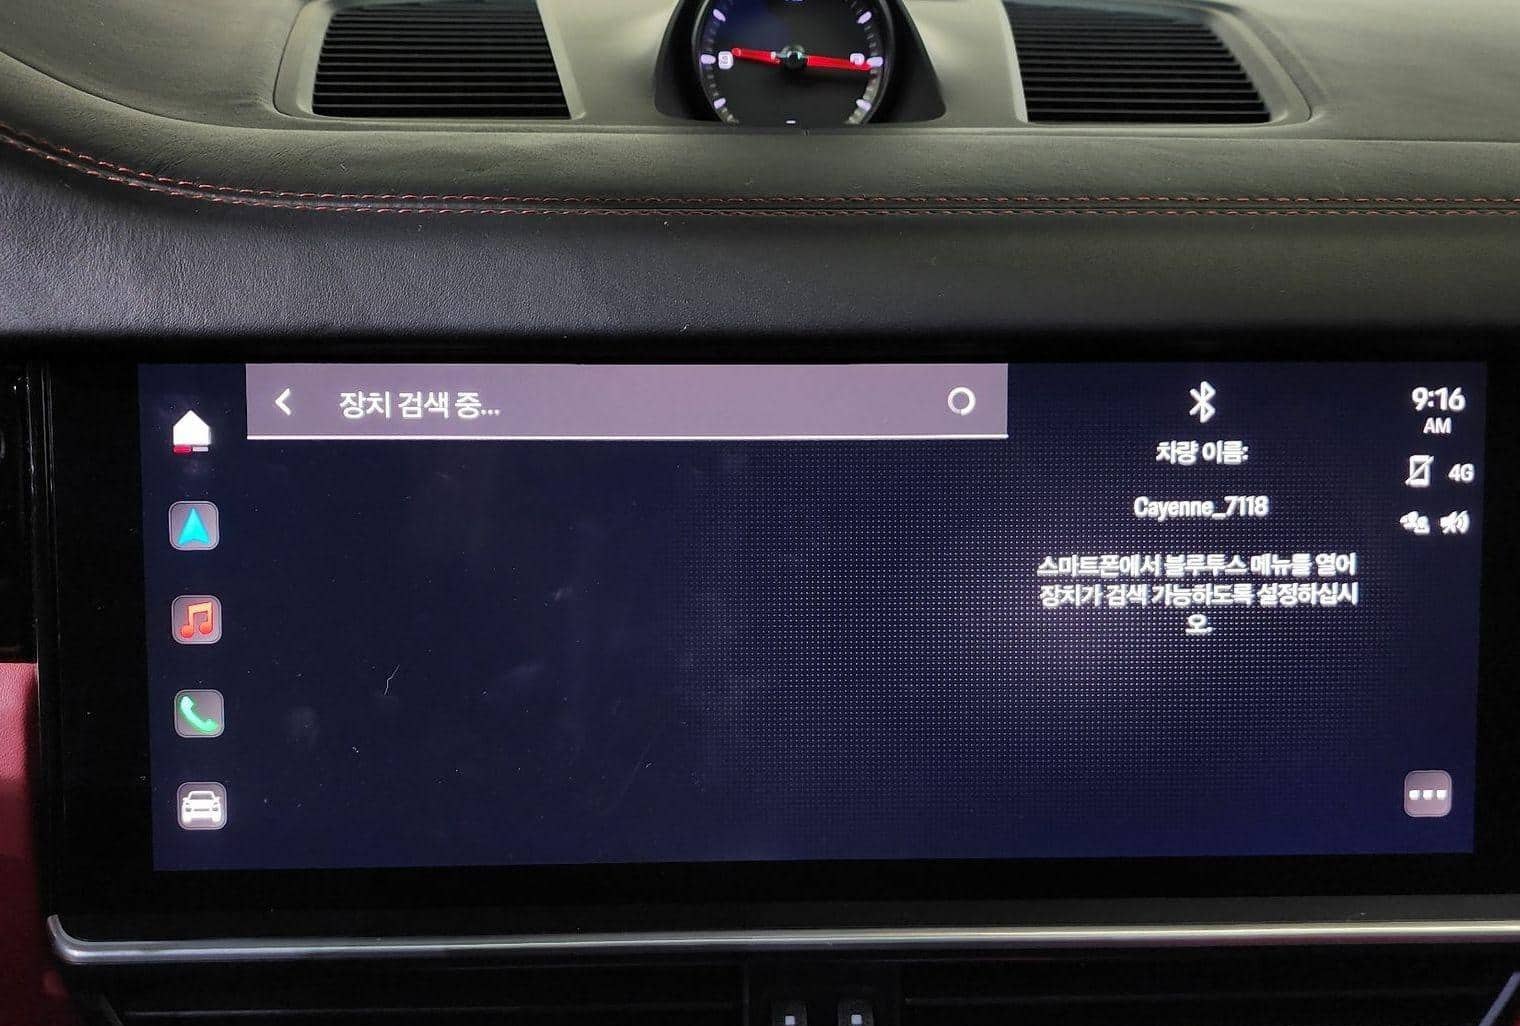 장치 검색 중...
차량 이름:
Cayenne_7118
스마트폰에서 블루투스 메뉴를 열어
장치가 검색 가능하도록 설정하십시
오.
9:16
AM
4G